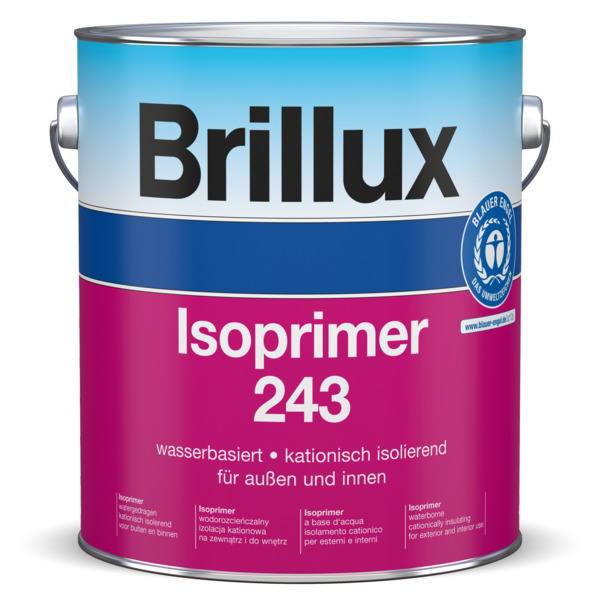 Brillux
BLAUER ENGEL
DAS UMWELTZEICHEN
www.blauer-engel.de/
Isoprimer
243
wasserbasiert • kationisch isolierend
für außen und innen
Isoprimer
watergedragen
kationisch isolerend
voor buiten en binnen
Isoprimer
wodorozcieńczalny
izolacja kationowa
na zewnątrz i do wnętrz
Isoprimer
a base d'acqua
isolamento cationico
per esterni e interni
Isoprimer
waterborne
cationically insulating
for exterior and interior use